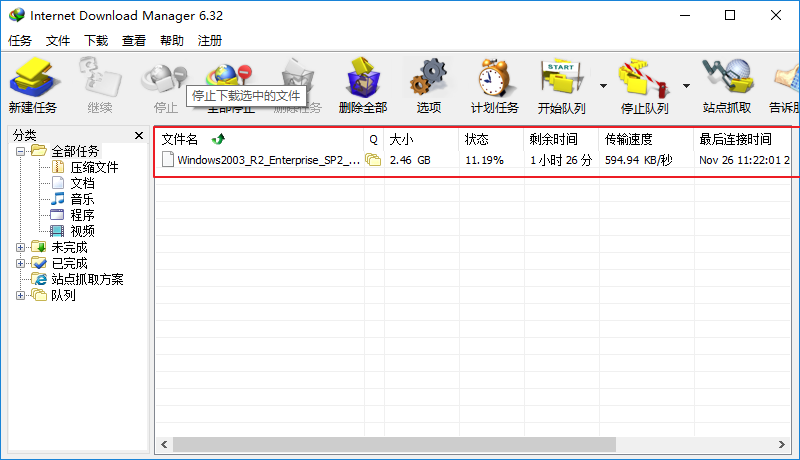 Internet Download Manager 6.32
任务 文件 下载 查看 帮助 注册
新建任务 继续 停止 全部停止 删除任务 删除全部 选项 计划任务 开始队列 停止队列 站点抓取 告诉朋
START
停止下载选中的文件
分类
全部任务
压缩文件
文档
音乐
程序
视频
未完成
已完成
站点抓取方案
队列
文件名 Q 大小 状态 剩余时间 传输速度 最后连接时间
Windows2003_R2_Enterprise_SP2_... 2.46 GB 11.19% 1 小时 26 分 594.94 KB/秒 Nov 26 11:22:01 2